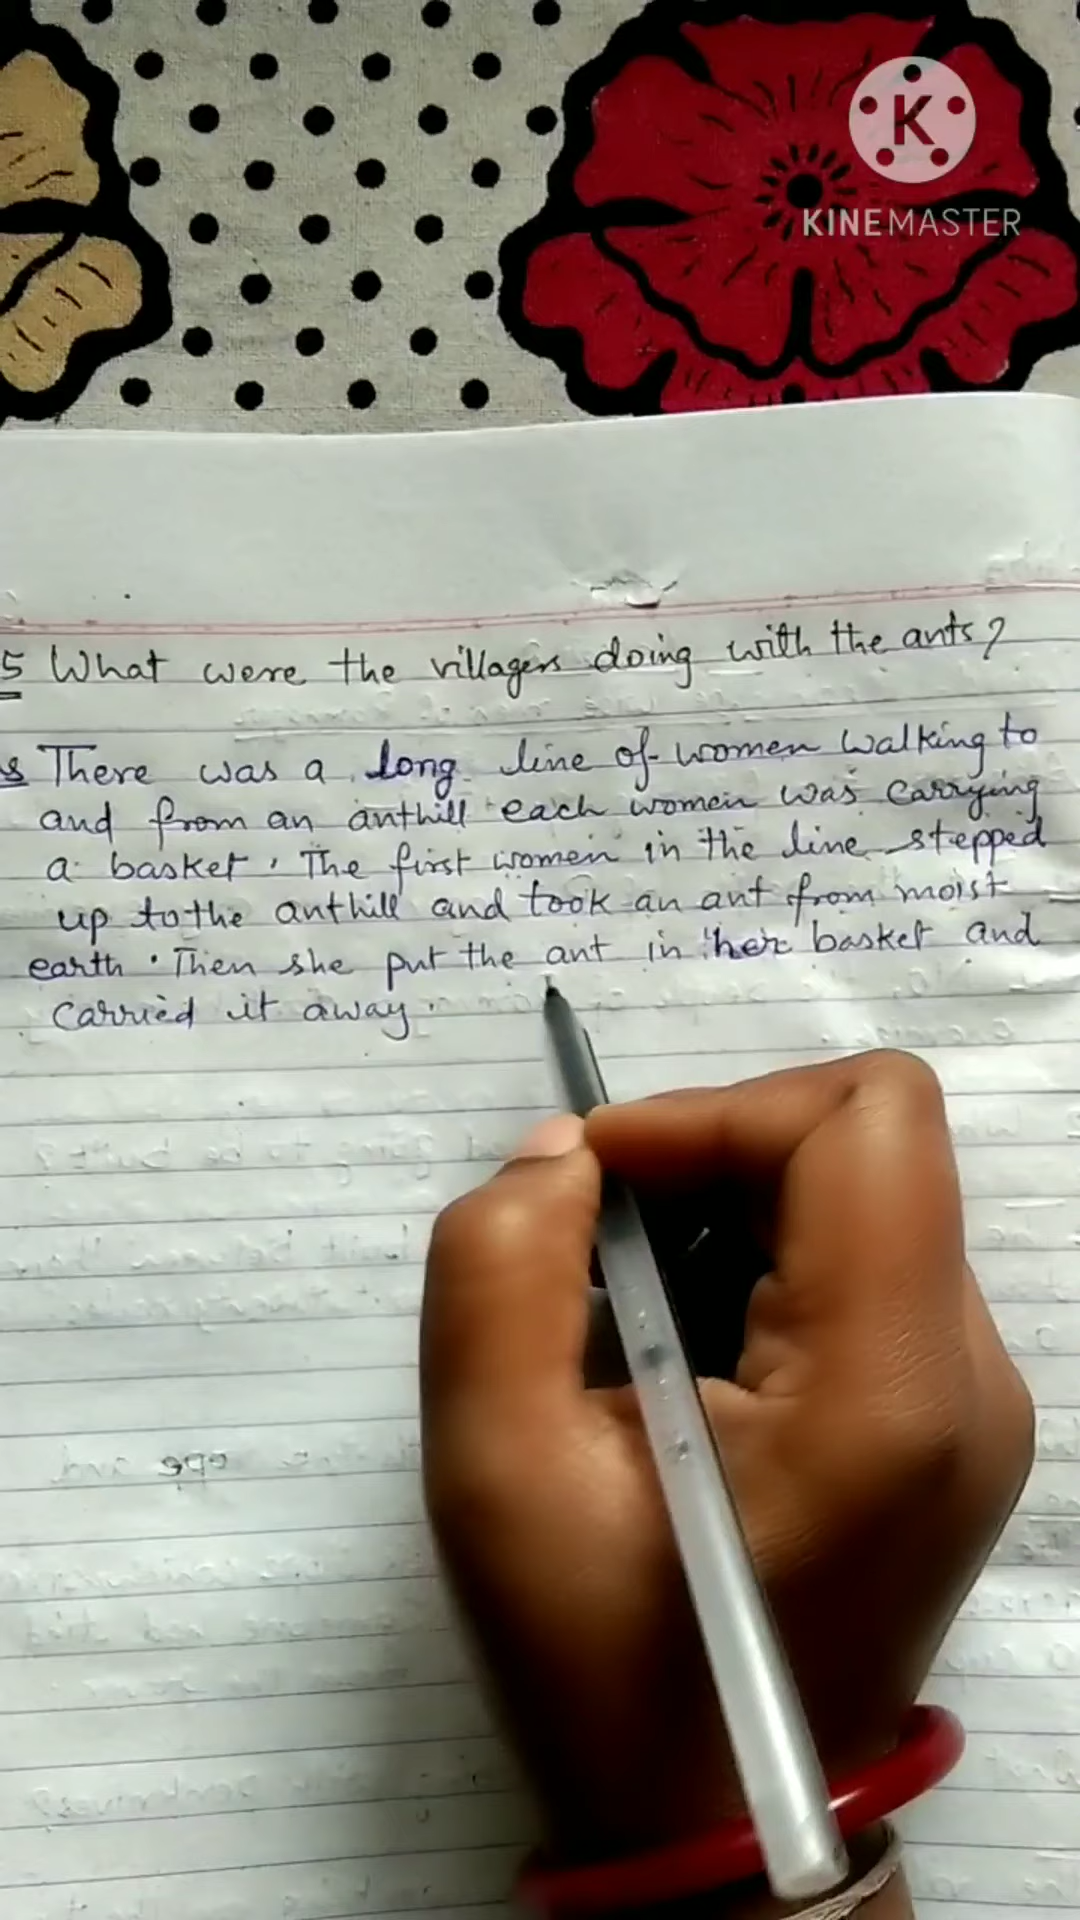 K
KINEMASTER
5 What were the villagers doing with the ants?
s There was a long line of women walking to
and from an anthill each women was carrying
a basket. The first women in the line stepped
up to the anthill and took an ant from moist
earth. Then she put the ant in her basket and
carried it away.